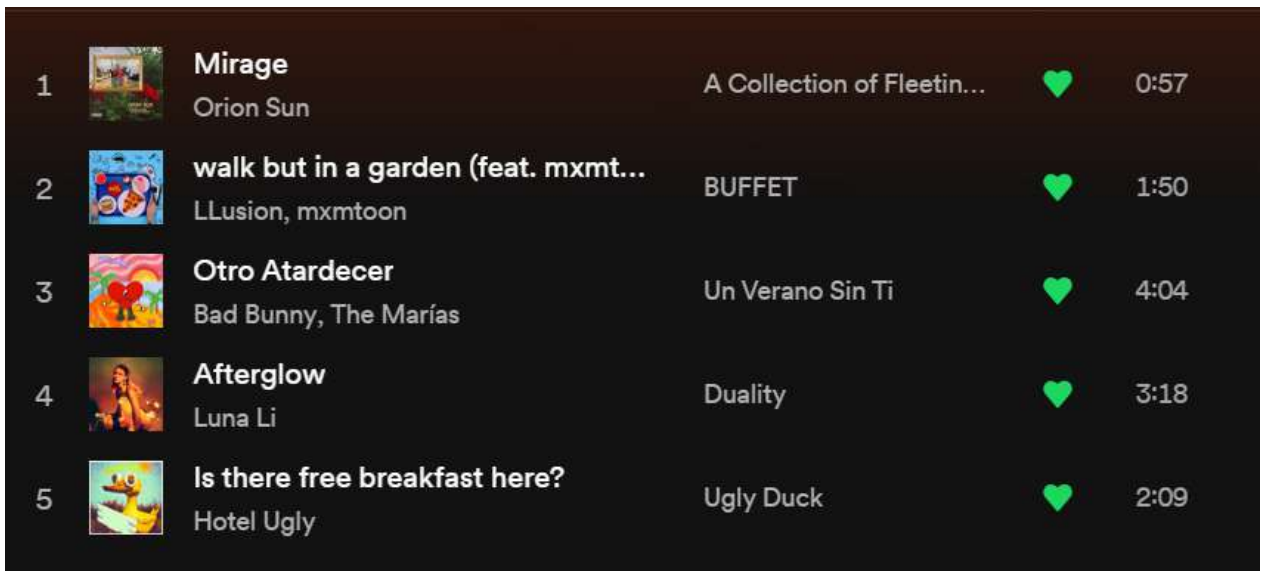 1
Mirage
Orion Sun
A Collection of Fleetin...
0:57
2
walk but in a garden (feat. mxmt...
LLusion, mxmtoon
BUFFET
1:50
3
Otro Atardecer
Bad Bunny, The Marías
Un Verano Sin Ti
4:04
4
Afterglow
Luna Li
Duality
3:18
5
Is there free breakfast here?
Hotel Ugly
Ugly Duck
2:09